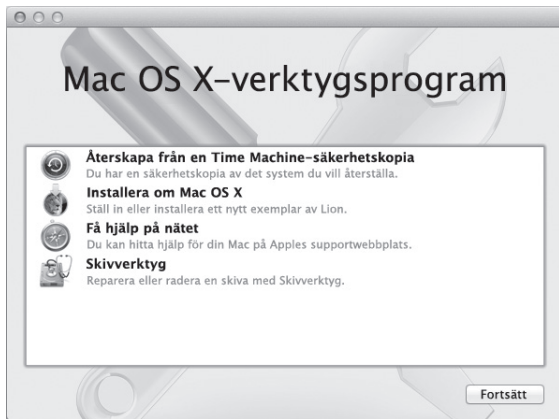 Mac OS X-verktygsprogram
Återskapa från en Time Machine-säkerhetskopia
Du har en säkerhetskopia av det system du vill återställa.
Installera om Mac OS X
Ställ in eller installera ett nytt exemplar av Lion.
Få hjälp på nätet
Du kan hitta hjälp för din Mac på Apples supportwebbplats.
Skivverktyg
Reparera eller radera en skiva med Skivverktyg.
Fortsätt